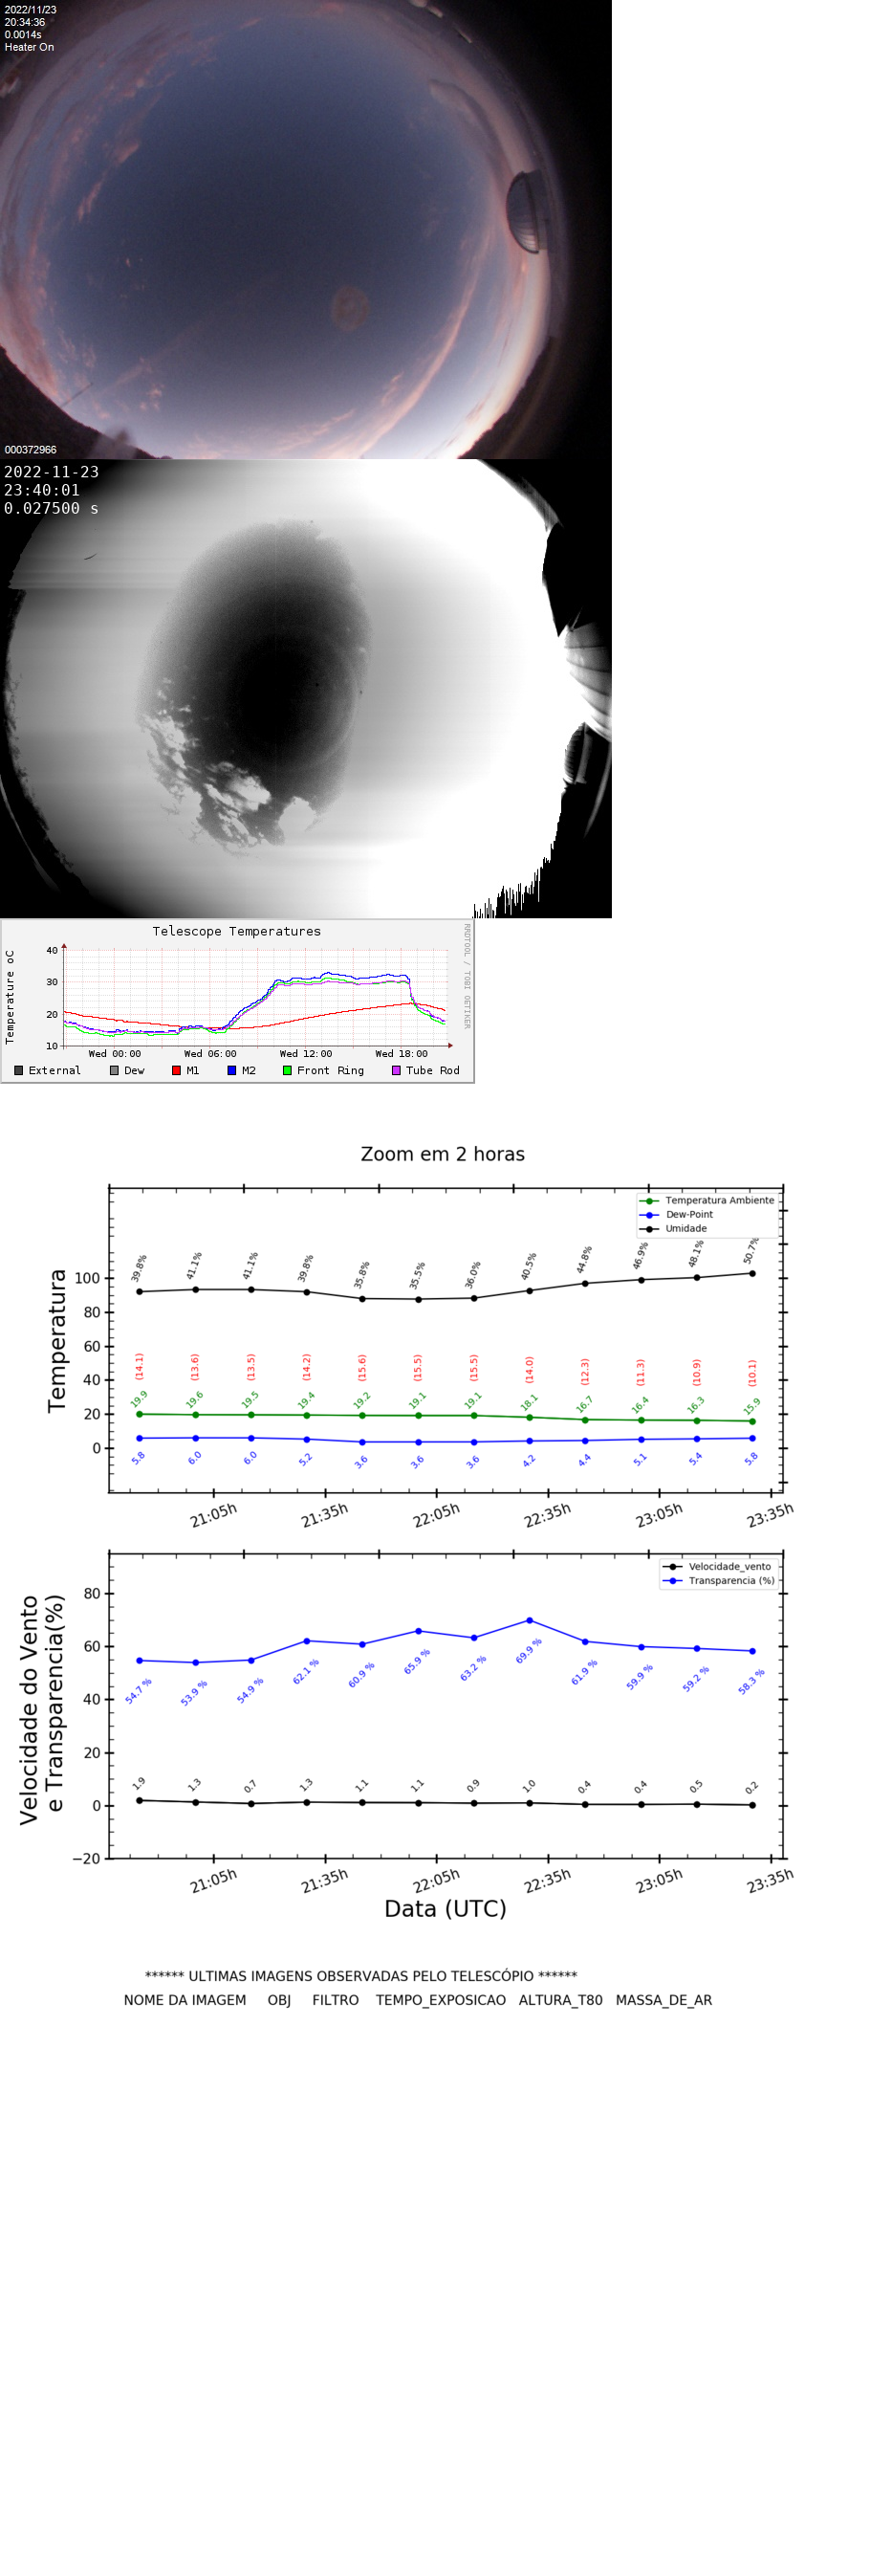 2022/11/23
20:34:36
0.0014s
Heater On
000372966
2022-11-23
23:40:01
0.027500 s
Telescope Temperatures
RRDTOOL / TOBI OETIKER
Temperature oC
40
30
20
10
Wed 00:00 Wed 06:00 Wed 12:00 Wed 18:00
External Dew M1 M2 Front Ring Tube Rod
Zoom em 2 horas
Temperatura Ambiente
Dew-Point
Umidade
Temperatura
100
80
60
40
20
0
39.8% 41.1% 41.1% 39.8% 35.8% 35.5% 36.0% 40.5% 44.8% 46.9% 48.1% 50.7%
(14.1) (13.6) (13.5) (14.2) (15.6) (15.5) (15.5) (14.0) (12.3) (11.3) (10.9) (10.1)
19.9 19.6 19.5 19.4 19.2 19.1 19.1 18.1 16.7 16.4 16.3 15.9
5.8 6.0 6.0 5.2 3.6 3.6 3.6 4.2 4.4 5.1 5.4 5.8
21:05h 21:35h 22:05h 22:35h 23:05h 23:35h
Velocidade_vento
Transparencia (%)
Velocidade do Vento
e Transparencia(%)
80
60
40
20
0
−20
54.7 % 53.9 % 54.9 % 62.1 % 60.9 % 65.9 % 63.2 % 69.9 % 61.9 % 59.9 % 59.2 % 58.3 %
1.9 1.3 0.7 1.3 1.1 1.1 0.9 1.0 0.4 0.4 0.5 0.2
21:05h 21:35h 22:05h 22:35h 23:05h 23:35h
Data (UTC)
****** ULTIMAS IMAGENS OBSERVADAS PELO TELESCÓPIO ******
NOME DA IMAGEM OBJ FILTRO TEMPO_EXPOSICAO ALTURA_T80 MASSA_DE_AR